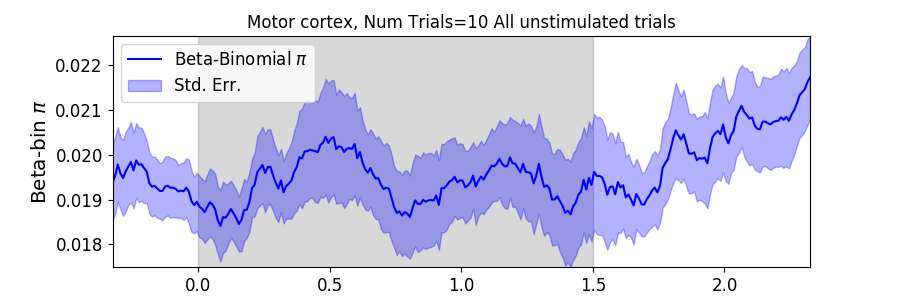 Motor cortex, Num Trials=10 All unstimulated trials
Beta-bin π
0.022
0.021
0.020
0.019
0.018
Beta-Binomial π
Std. Err.
0.0 0.5 1.0 1.5 2.0